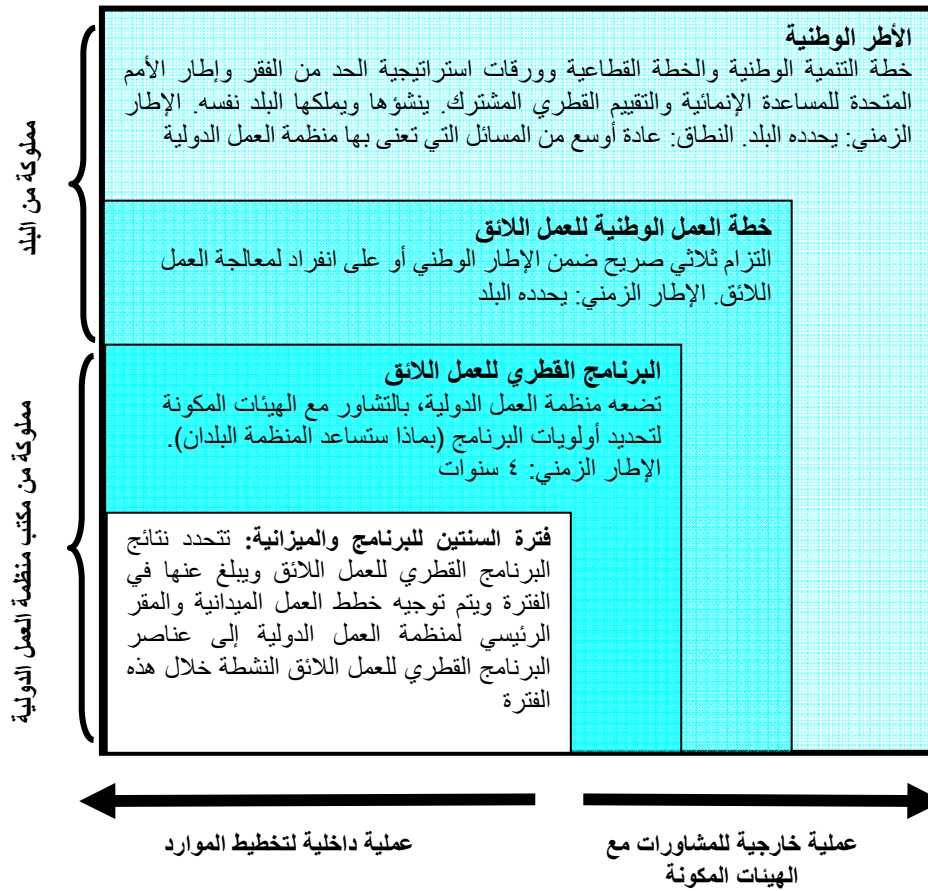 الأطر الوطنية
خطة التنمية الوطنية والخطة القطاعية وورقات استراتيجية الحد من الفقر وإطار الأمم
المتحدة للمساعدة الإنمائية والتقييم القطري المشترك. ينشؤها ويملكها البلد نفسه. الإطار
الزمني: يحدده البلد. النطاق: عادة أوسع من المسائل التي تعنى بها منظمة العمل الدولية
مملوكة من البلد
خطة العمل الوطنية للعمل اللائق
التزام ثلاثي صريح ضمن الإطار الوطني أو على انفراد لمعالجة العمل
اللائق. الإطار الزمني: يحدده البلد
البرنامج القطري للعمل اللائق
تضعه منظمة العمل الدولية، بالتشاور مع الهيئات المكونة
لتحديد أولويات البرنامج (بماذا ستساعد المنظمة البلدان).
الإطار الزمني: ٤ سنوات
مملوكة من مكتب منظمة العمل الدولية
فترة السنتين للبرنامج والميزانية: تتحدد نتائج
البرنامج القطري للعمل اللائق ويبلغ عنها في
الفترة ويتم توجيه خطط العمل الميدانية والمقر
الرئيسي لمنظمة العمل الدولية إلى عناصر
البرنامج القطري للعمل اللائق النشطة خلال هذه
الفترة
عملية خارجية للمشاورات مع
الهيئات المكونة
عملية داخلية لتخطيط الموارد